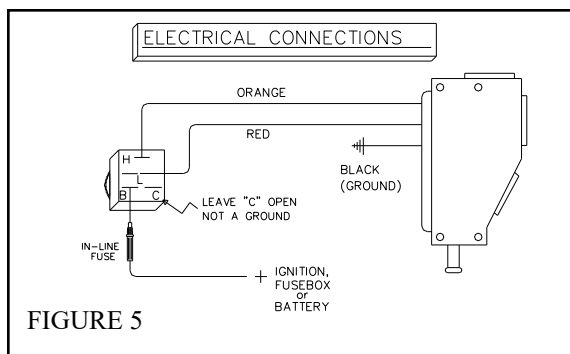 ELECTRICAL CONNECTIONS
ORANGE
RED
H
L
B C
BLACK
(GROUND)
LEAVE "C" OPEN
NOT A GROUND
IN-LINE
FUSE
+ IGNITION,
FUSEBOX
or
BATTERY
FIGURE 5